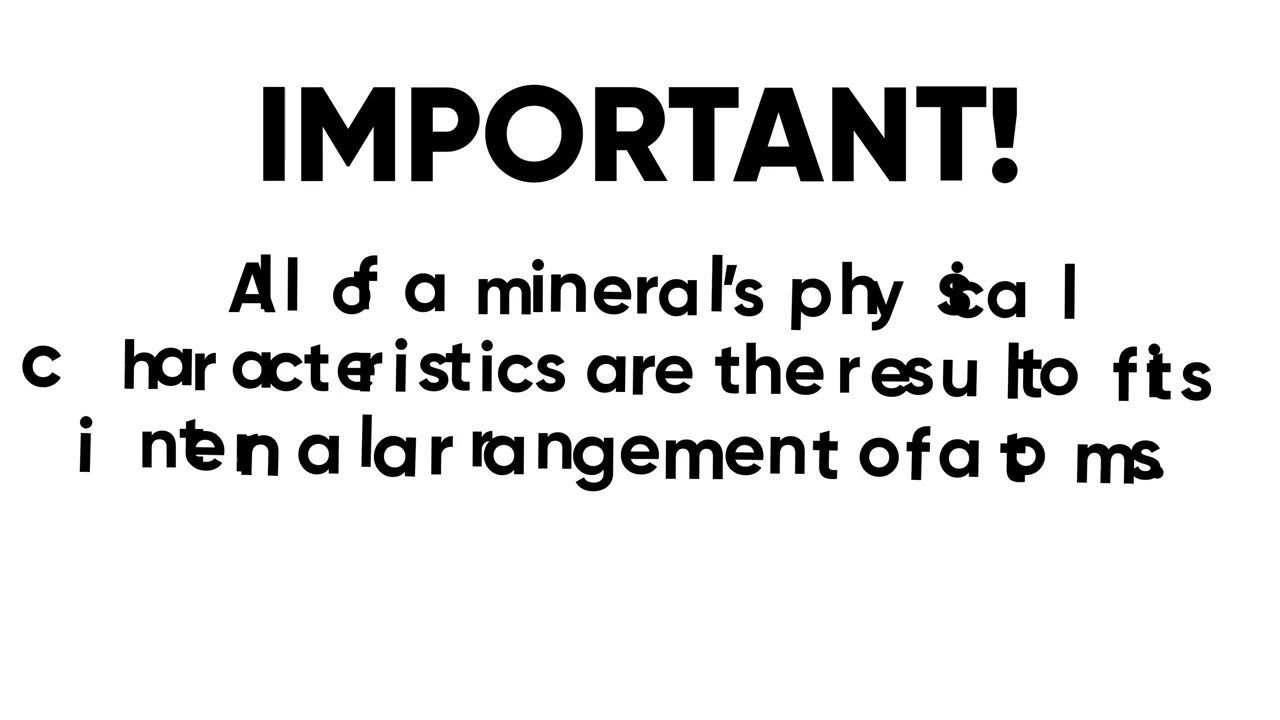 IMPORTANT!
All of a mineral's physical
characteristics are the result of its
internal arrangement of atoms.